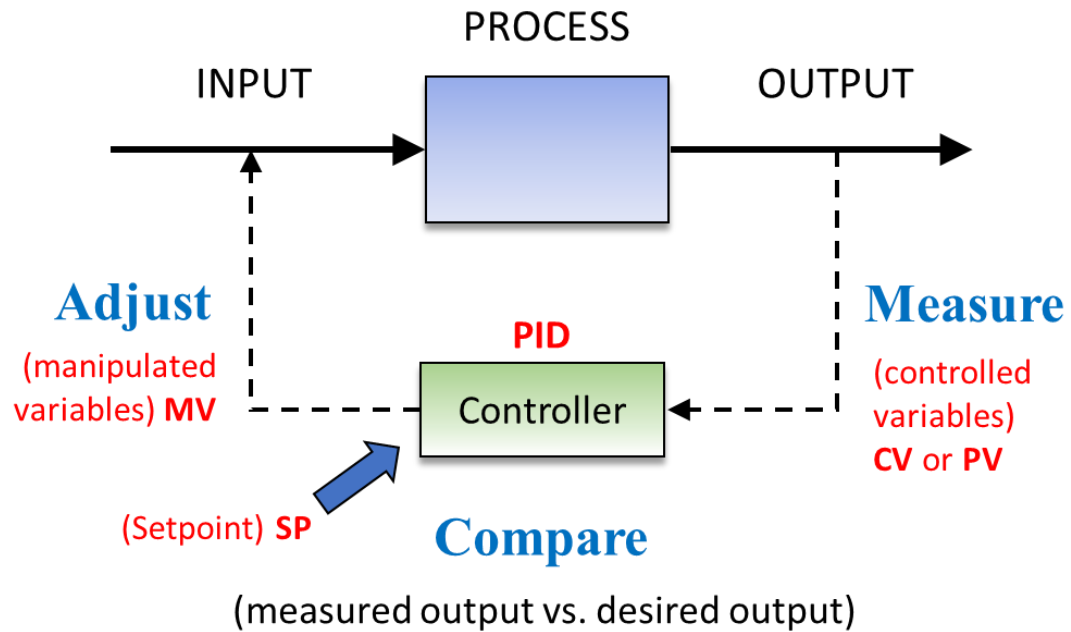 PROCESS
INPUT
OUTPUT
Adjust
(manipulated
variables) MV
PID
Controller
Measure
(controlled
variables)
CV or PV
(Setpoint) SP
Compare
(measured output vs. desired output)